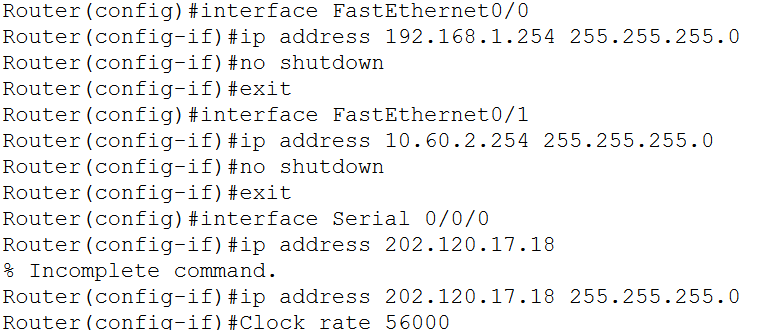 Router(config)#interface FastEthernet0/0
Router(config-if)#ip address 192.168.1.254 255.255.255.0
Router(config-if)#no shutdown
Router(config-if)#exit
Router(config)#interface FastEthernet0/1
Router(config-if)#ip address 10.60.2.254 255.255.255.0
Router(config-if)#no shutdown
Router(config-if)#exit
Router(config)#interface Serial 0/0/0
Router(config-if)#ip address 202.120.17.18
% Incomplete command.
Router(config-if)#ip address 202.120.17.18 255.255.255.0
Router(config-if)#Clock rate 56000